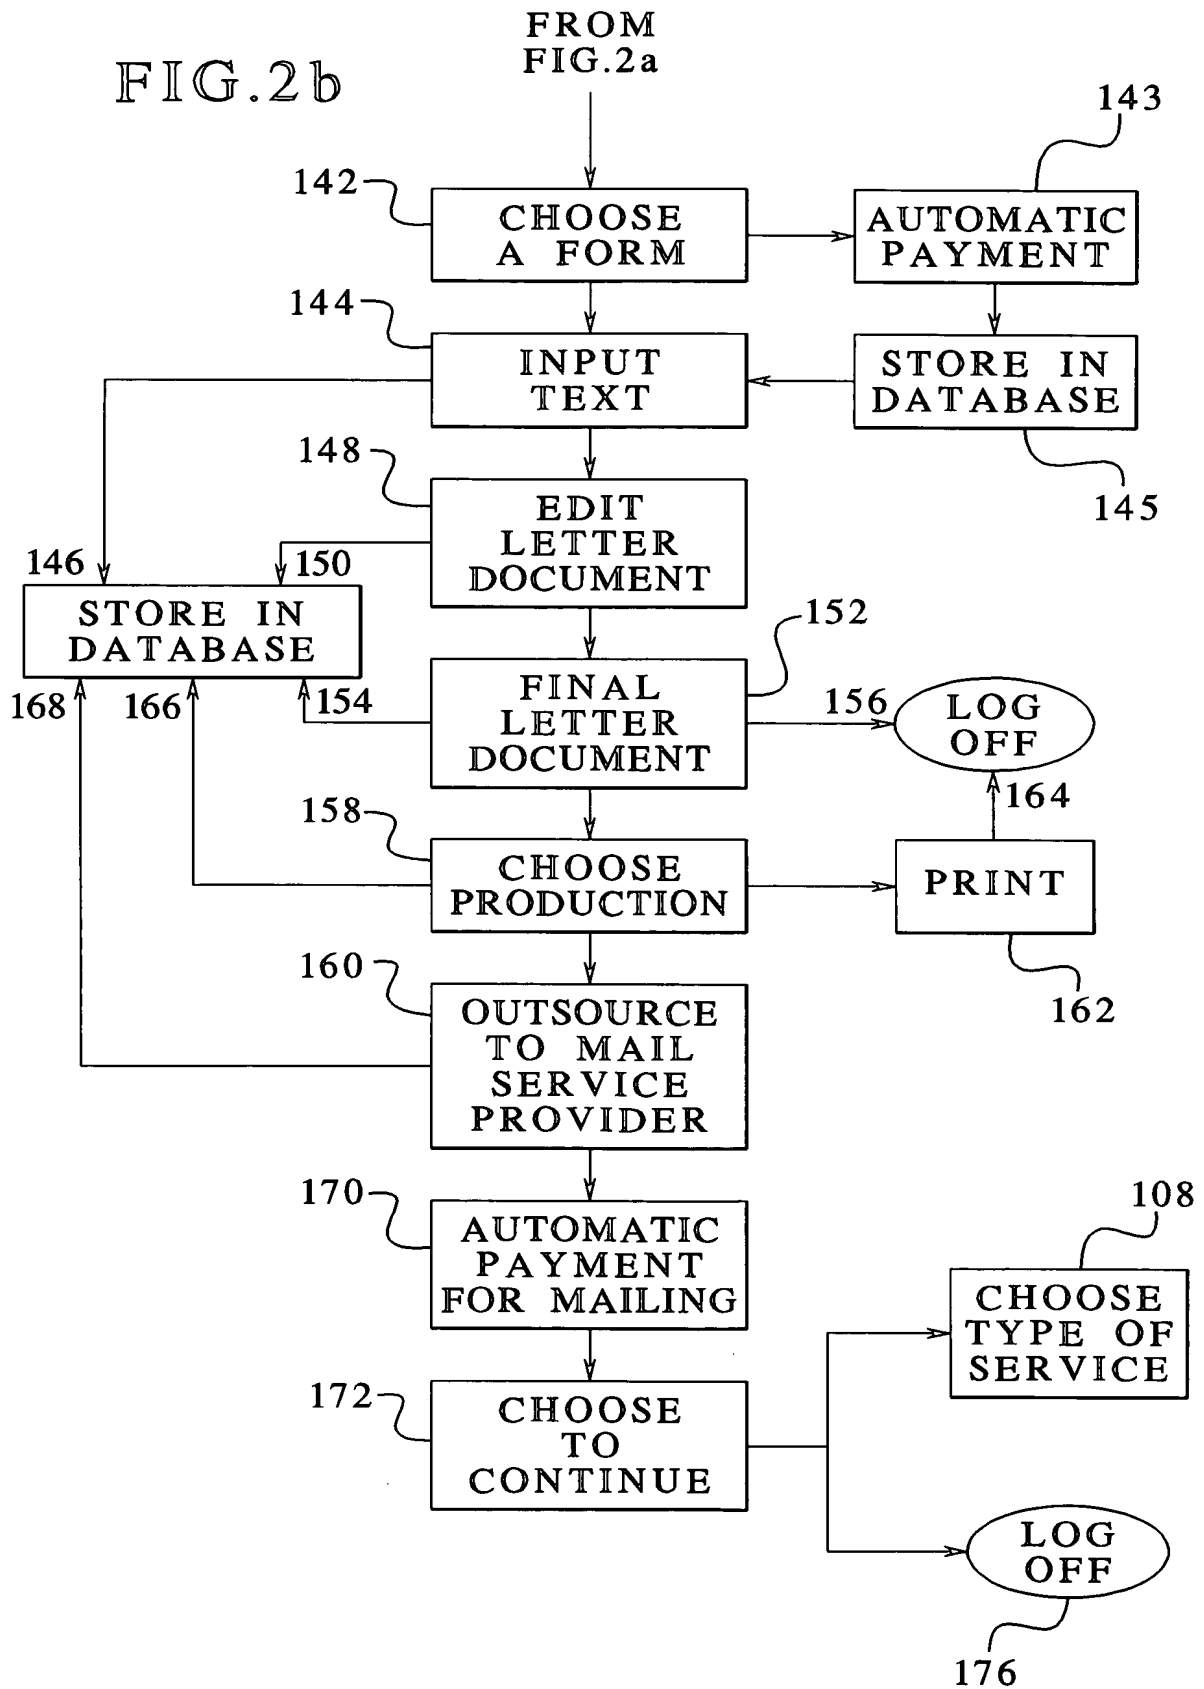 FROM
FIG.2a
FIG.2b
143
142
CHOOSE
A FORM
AUTOMATIC
PAYMENT
144
INPUT
TEXT
STORE IN
DATABASE
145
148
EDIT
LETTER
DOCUMENT
146
150
STORE IN
DATABASE
152
168
166
154
FINAL
LETTER
DOCUMENT
156
LOG
OFF
164
158
CHOOSE
PRODUCTION
PRINT
162
160
OUTSOURCE
TO MAIL
SERVICE
PROVIDER
170
AUTOMATIC
PAYMENT
FOR MAILING
108
CHOOSE
TYPE OF
SERVICE
172
CHOOSE
TO
CONTINUE
LOG
OFF
176